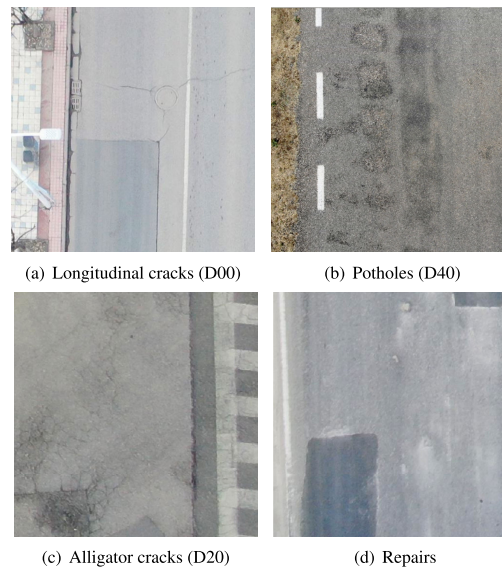 (a) Longitudinal cracks (D00)
(b) Potholes (D40)
(c) Alligator cracks (D20)
(d) Repairs